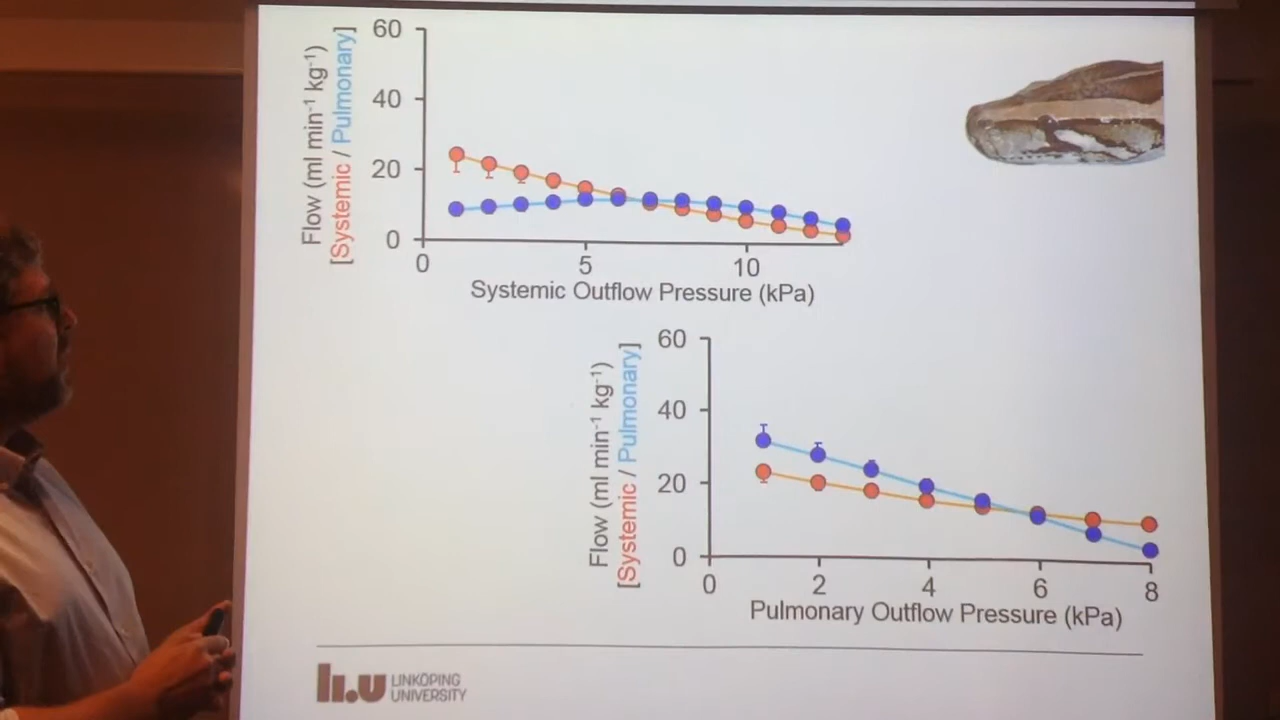 60
40
20
0
Flow (ml min⁻¹ kg⁻¹)
[Systemic / Pulmonary]
0 5 10
Systemic Outflow Pressure (kPa)
60
40
20
0
Flow (ml min⁻¹ kg⁻¹)
[Systemic / Pulmonary]
0 2 4 6 8
Pulmonary Outflow Pressure (kPa)
li.u LINKÖPING
UNIVERSITY